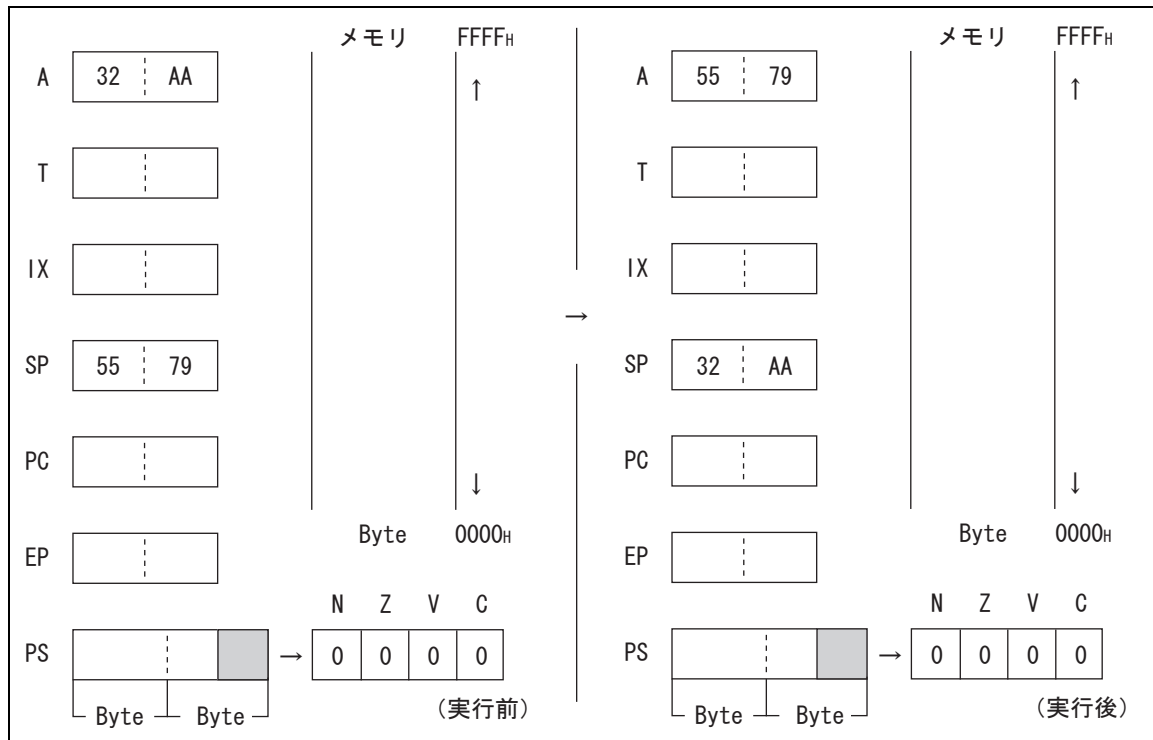 メモリ FFFFH
A 32 AA ↑
T
IX
SP 55 79
PC
↓
Byte 0000H
EP
N Z V C
PS → 0 0 0 0
Byte Byte (実行前)
→
メモリ FFFFH
A 55 79 ↑
T
IX
SP 32 AA
PC
↓
Byte 0000H
EP
N Z V C
PS → 0 0 0 0
Byte Byte (実行後)